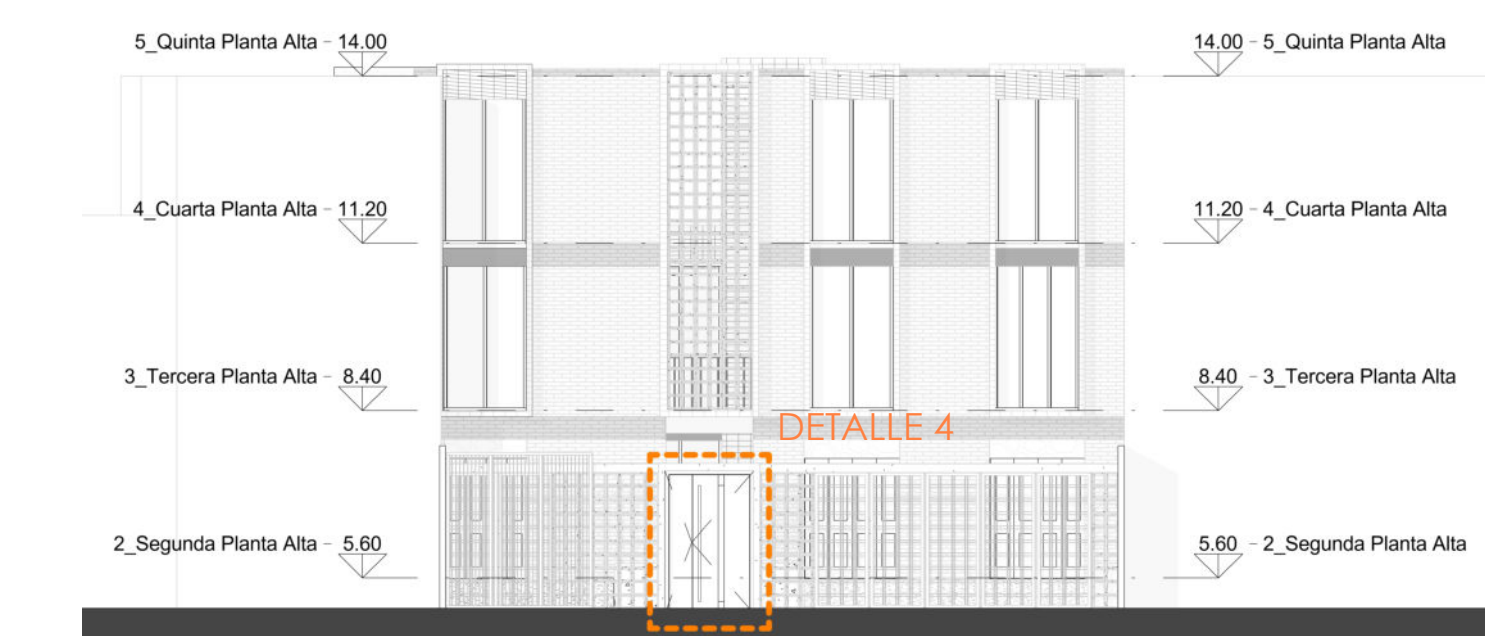 5_Quinta Planta Alta - 14.00
14.00 - 5_Quinta Planta Alta
4_Cuarta Planta Alta - 11.20
11.20 - 4_Cuarta Planta Alta
3_Tercera Planta Alta - 8.40
8.40 - 3_Tercera Planta Alta
DETALLE 4
2_Segunda Planta Alta - 5.60
5.60 - 2_Segunda Planta Alta